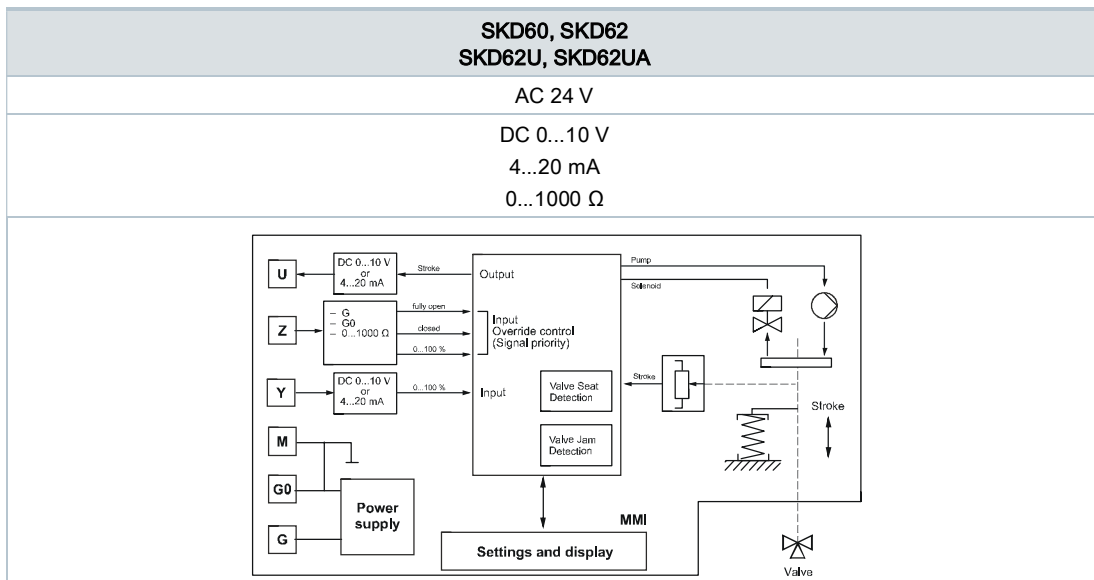 SKD60, SKD62
SKD62U, SKD62UA
AC 24 V
DC 0...10 V
4...20 mA
0...1000 Ω
U
DC 0...10 V
or
4...20 mA
Stroke
Output
Pump
Solenoid
Z
– G
– G0
– 0...1000 Ω
fully open
closed
0...100 %
Input
Override control
(Signal priority)
Y
DC 0...10 V
or
4...20 mA
0...100 %
Input
Valve Seat
Detection
Valve Jam
Detection
Stroke
Stroke
M
G0
G
Power
supply
MMI
Settings and display
Valve